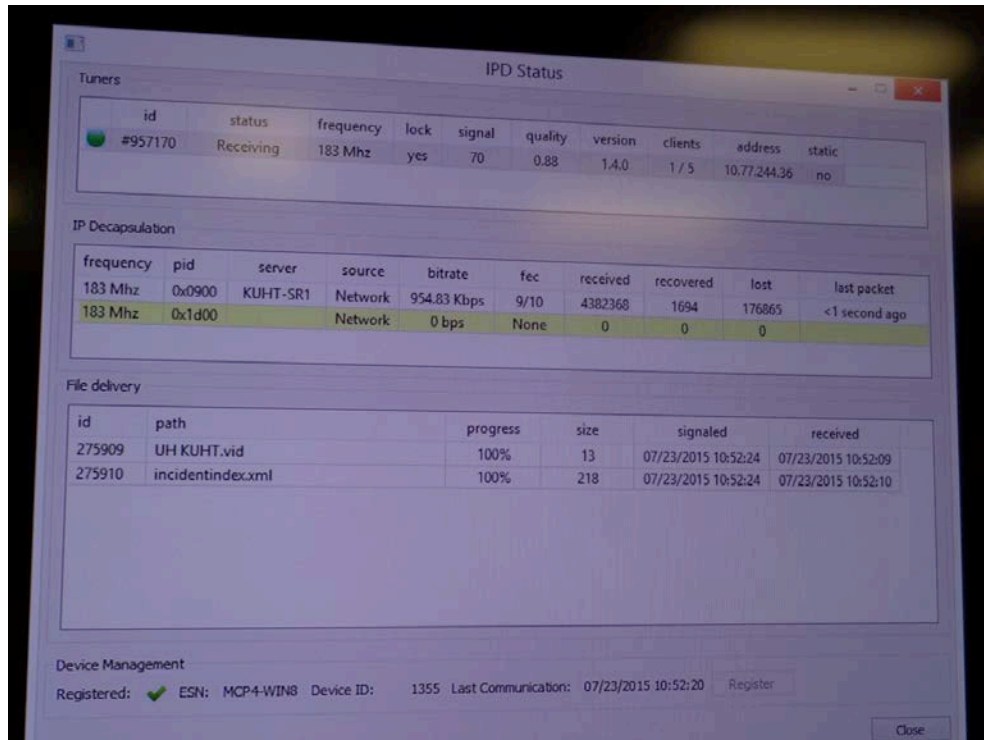 IPD Status
Tuners
id status frequency lock signal quality version clients address static
#957170 Receiving 183 Mhz yes 70 0.88 1.4.0 1 / 5 10.77.244.36 no
IP Decapsulation
frequency pid server source bitrate fec received recovered lost last packet
183 Mhz 0x0900 KUHT-SR1 Network 954.83 Kbps 9/10 4382368 1694 176865 <1 second ago
183 Mhz 0x1d00 Network 0 bps None 0 0 0
File delivery
id path progress size signaled received
275909 UH KUHT.vid 100% 13 07/23/2015 10:52:24 07/23/2015 10:52:09
275910 incidentindex.xml 100% 218 07/23/2015 10:52:24 07/23/2015 10:52:10
Device Management
Registered: ESN: MCP4-WIN8 Device ID: 1355 Last Communication: 07/23/2015 10:52:20 Register
Close